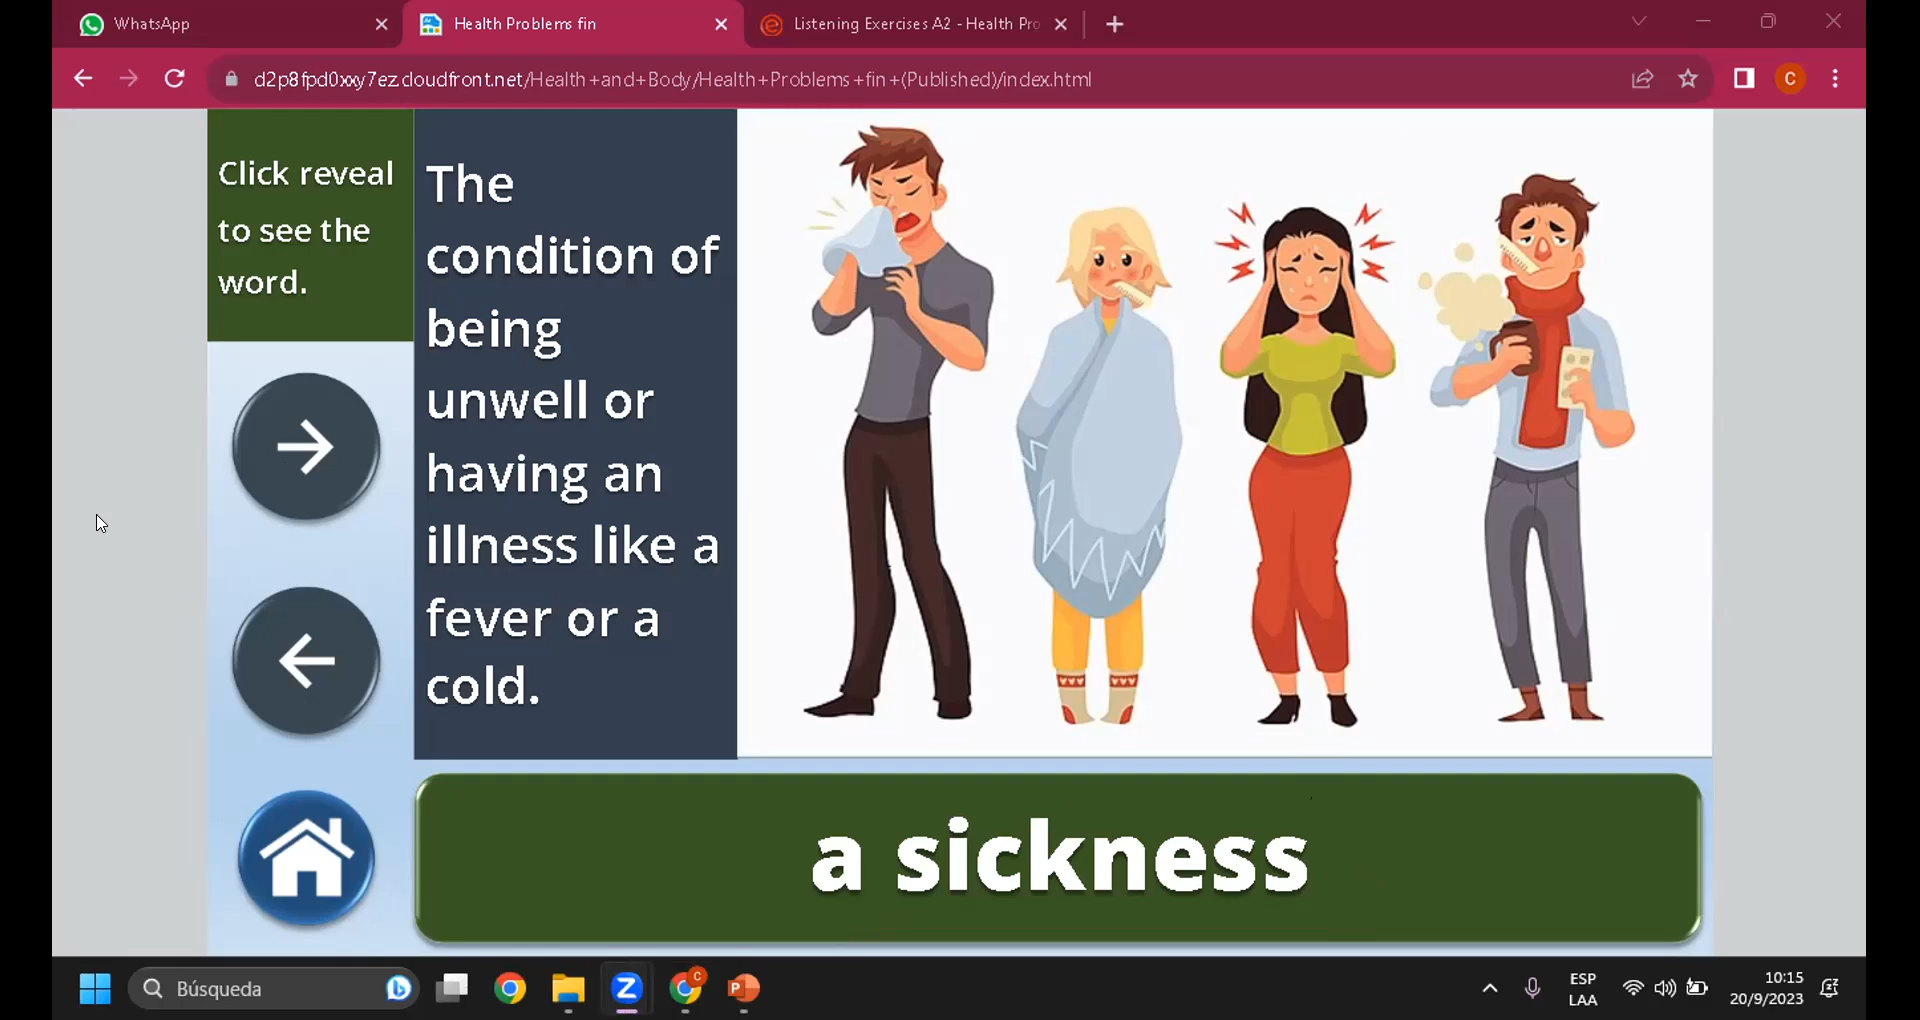 WhatsApp
Health Problems fin
Listening Exercises A2 - Health Pro
d2p8fpd0xxy7ez.cloudfront.net/Health+and+Body/Health+Problems+fin+(Published)/index.html
C
Click reveal
to see the
word.
The
condition of
being
unwell or
having an
illness like a
fever or a
cold.
a sickness
Búsqueda
ESP
LAA
10:15
20/9/2023